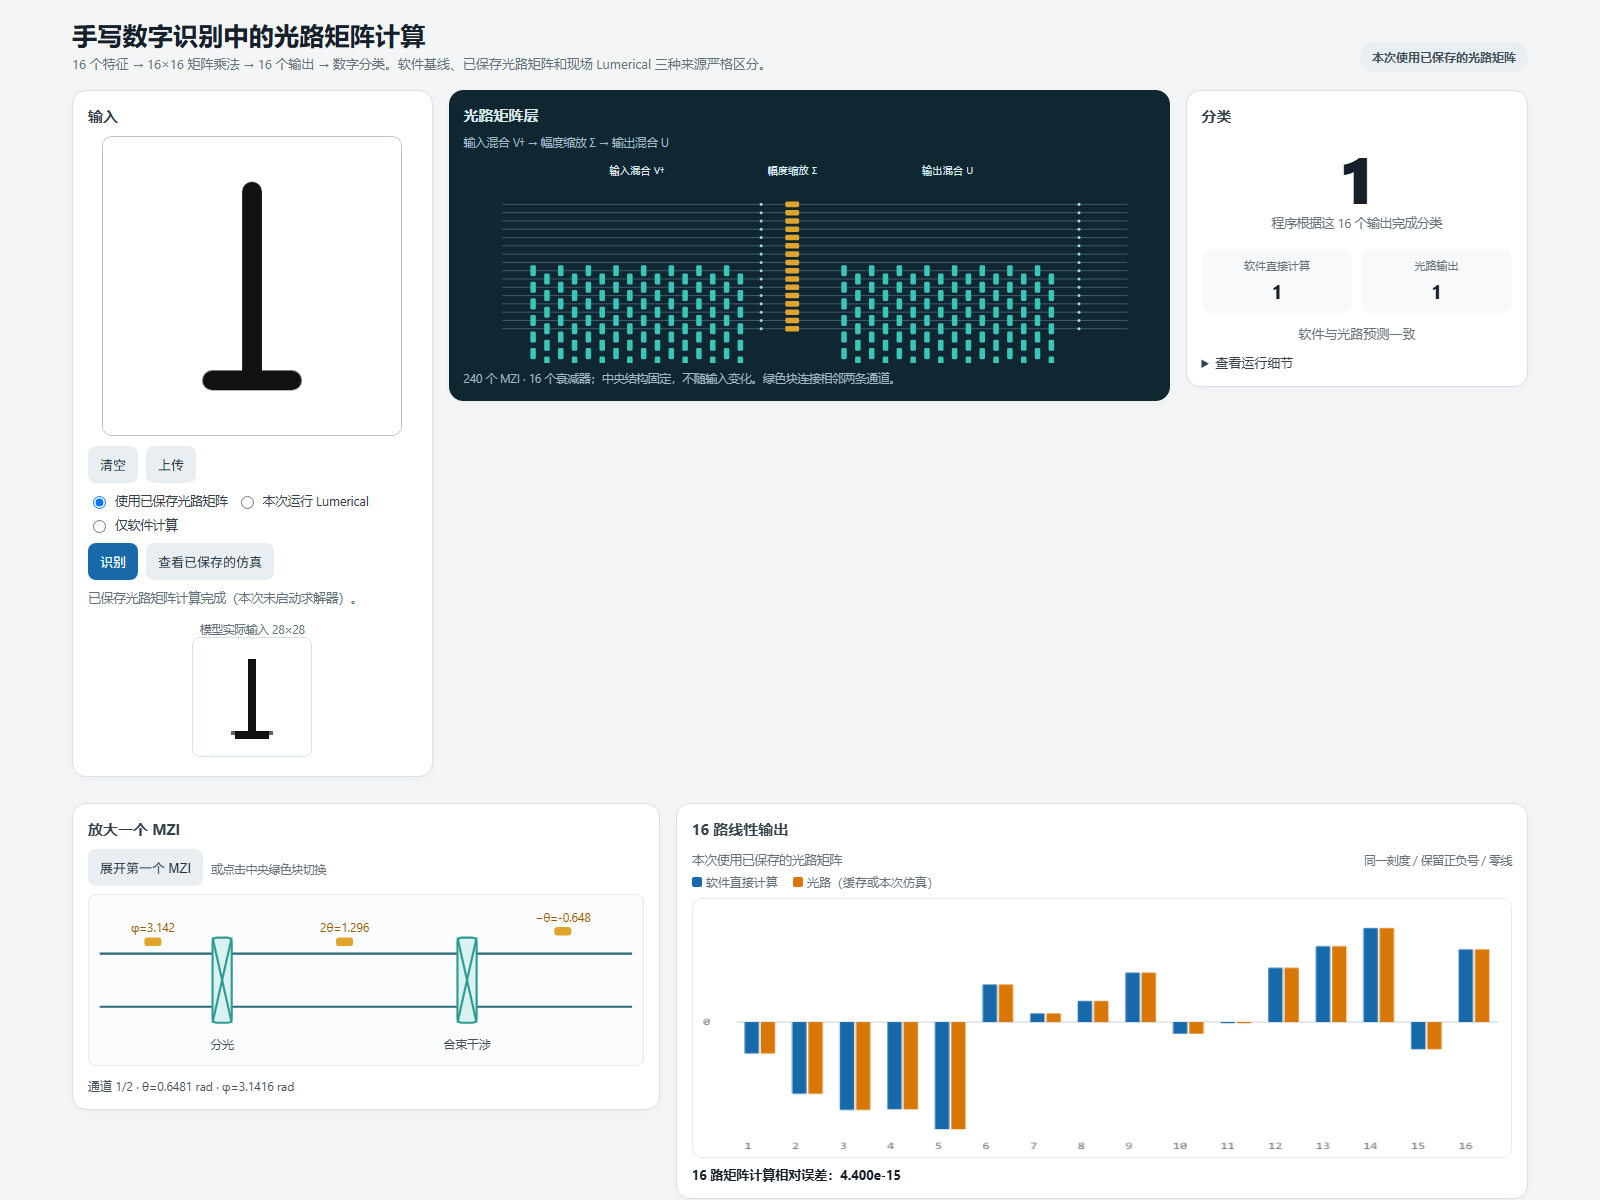 手写数字识别中的光路矩阵计算
16 个特征 → 16×16 矩阵乘法 → 16 个输出 → 数字分类。软件基线、已保存光路矩阵和现场 Lumerical 三种来源严格区分。
本次使用已保存的光路矩阵
输入
清空 上传
使用已保存光路矩阵 本次运行 Lumerical
仅软件计算
识别 查看已保存的仿真
已保存光路矩阵计算完成（本次未启动求解器）。
模型实际输入 28×28
光路矩阵层
输入混合 V† → 幅度缩放 Σ → 输出混合 U
输入混合 V† 幅度缩放 Σ 输出混合 U
240 个 MZI · 16 个衰减器；中央结构固定，不随输入变化。绿色块连接相邻两条通道。
分类
1
程序根据这 16 个输出完成分类
软件直接计算 光路输出
1 1
软件与光路预测一致
▶ 查看运行细节
放大一个 MZI
展开第一个 MZI 或点击中央绿色块切换
φ=3.142 2θ=1.296 −θ=-0.648
分光 合束干涉
通道 1/2 · θ=0.6481 rad · φ=3.1416 rad
16 路线性输出
本次使用已保存的光路矩阵 同一刻度 / 保留正负号 / 零线
软件直接计算 光路（缓存或本次仿真）
0
1 2 3 4 5 6 7 8 9 10 11 12 13 14 15 16
16 路矩阵计算相对误差：4.400e-15